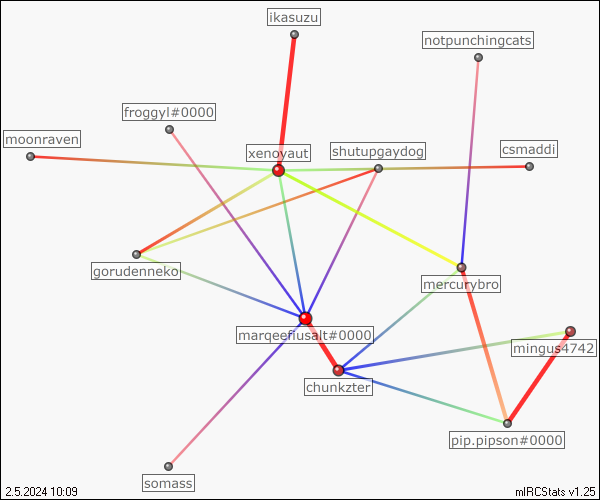 ikasuzu
notpunchingcats
froggyl#0000
moonraven
xenoyaut
shutupgaydog
csmaddi
gorudenneko
mercurybro
marqeefiusalt#0000
mingus4742
chunkzter
pip.pipson#0000
somass
2.5.2024 10:09
mIRCStats v1.25